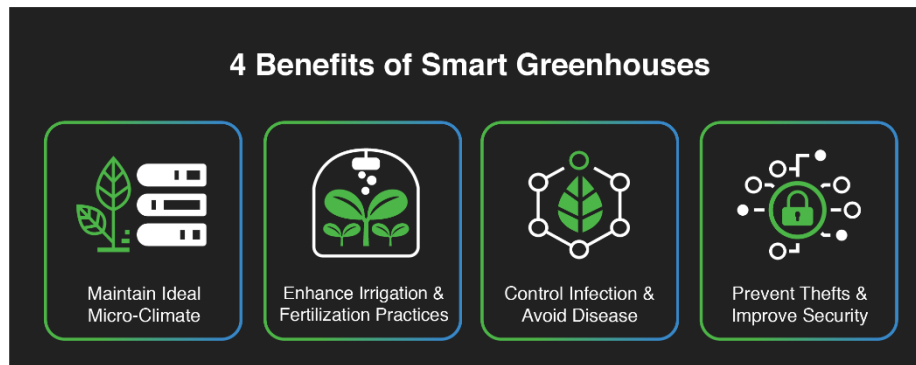 4 Benefits of Smart Greenhouses
Maintain Ideal
Micro-Climate
Enhance Irrigation &
Fertilization Practices
Control Infection &
Avoid Disease
Prevent Thefts &
Improve Security